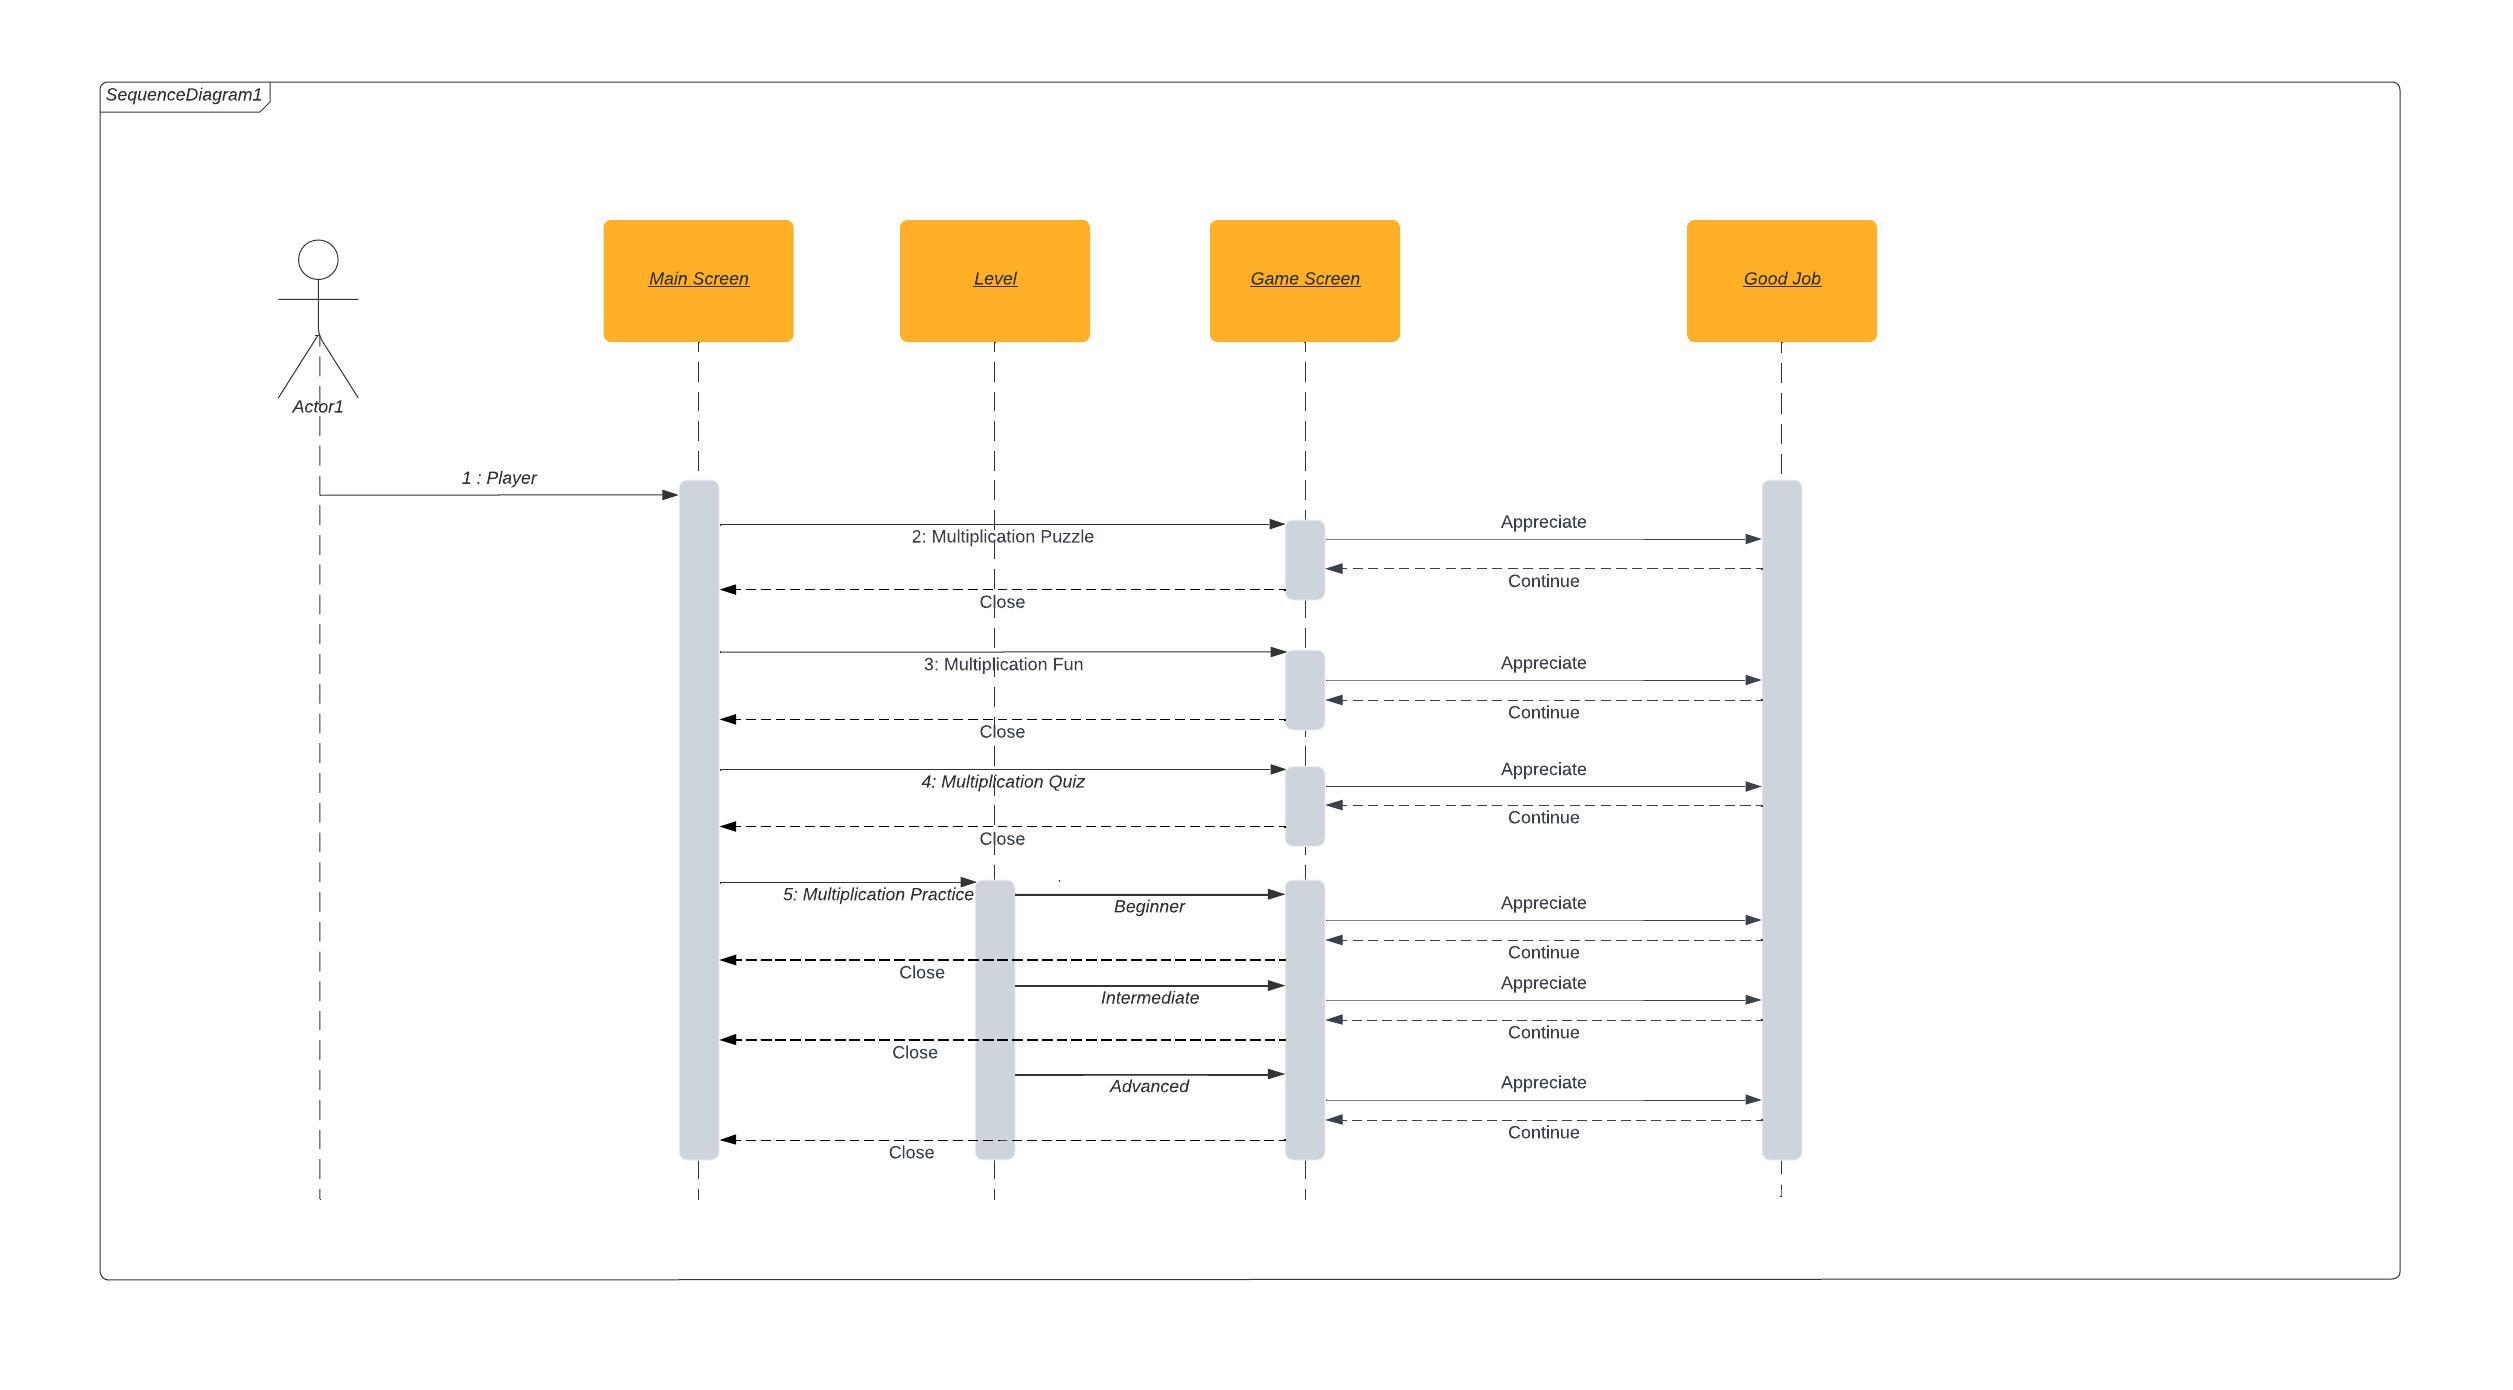 SequenceDiagram1
Main Screen
Level
Game Screen
Good Job
Actor1
1 : Player
Appreciate
2: Multiplication Puzzle
Continue
Close
Appreciate
3: Multiplication Fun
Continue
Close
Appreciate
4: Multiplication Quiz
Continue
Close
5: Multiplication Practice
Beginner
Appreciate
Continue
Close
Appreciate
Intermediate
Continue
Close
Appreciate
Advanced
Continue
Close